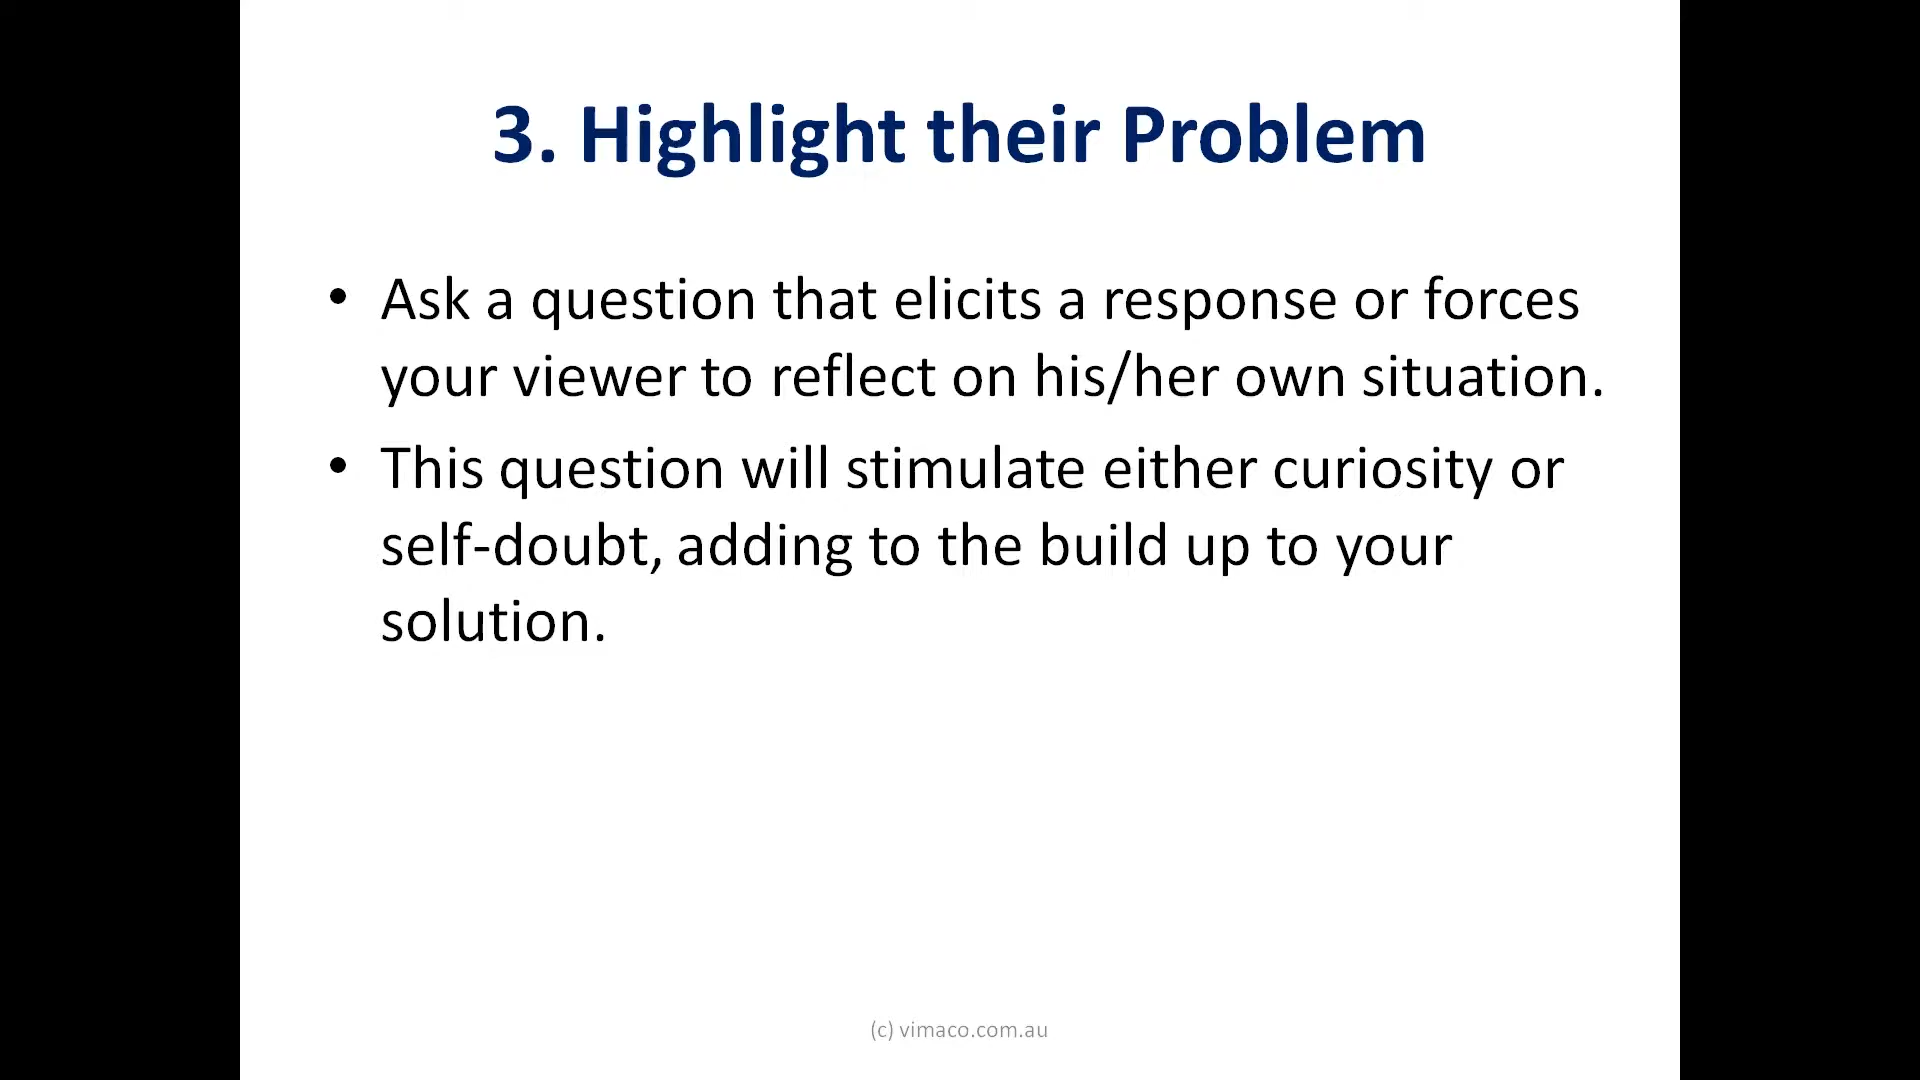 3. Highlight their Problem
• Ask a question that elicits a response or forces
your viewer to reflect on his/her own situation.
• This question will stimulate either curiosity or
self-doubt, adding to the build up to your
solution.
(c) vimaco.com.au